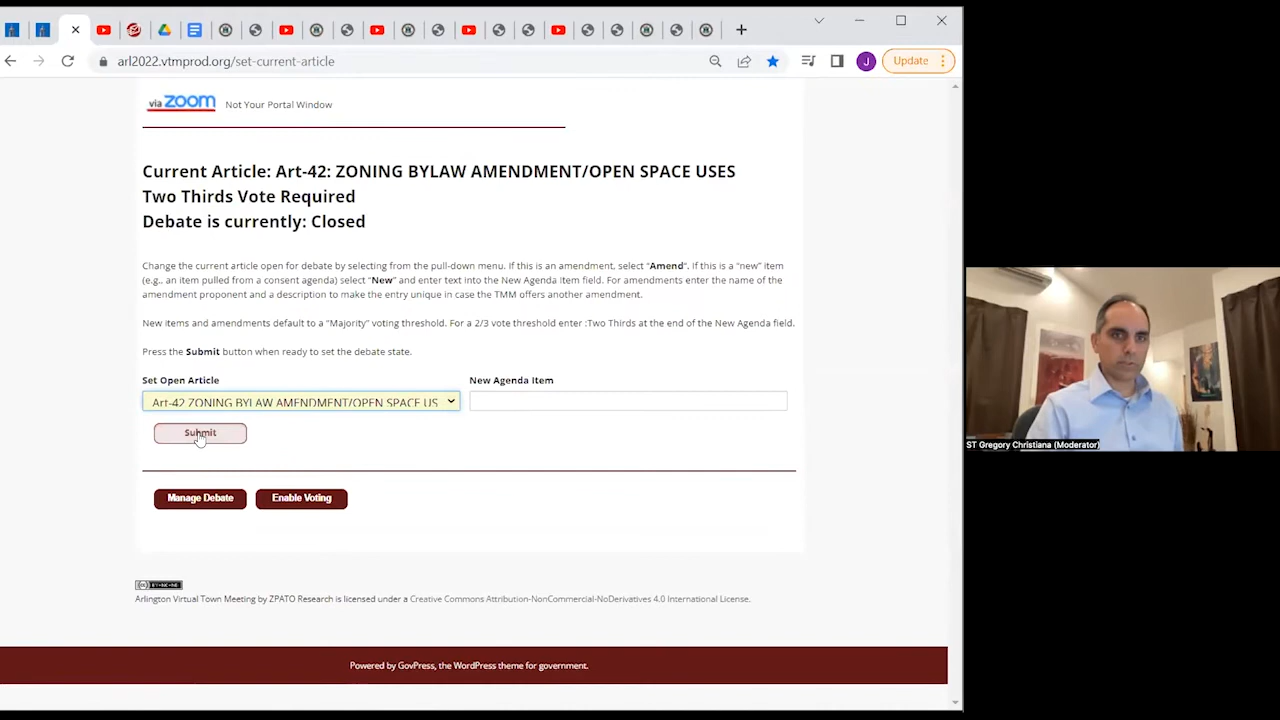 arl2022.vtmprod.org/set-current-article
J
Update
via zoom
Not Your Portal Window
Current Article: Art-42: ZONING BYLAW AMENDMENT/OPEN SPACE USES
Two Thirds Vote Required
Debate is currently: Closed
Change the current article open for debate by selecting from the pull-down menu. If this is an amendment, select "Amend". If this is a "new" item
(e.g., an item pulled from a consent agenda) select "New" and enter text into the New Agenda Item field. For amendments enter the name of the
amendment proponent and a description to make the entry unique in case the TMM offers another amendment.
New items and amendments default to a "Majority" voting threshold. For a 2/3 vote threshold enter :Two Thirds at the end of the New Agenda field.
Press the Submit button when ready to set the debate state.
Set Open Article
New Agenda Item
Art-42 ZONING BYLAW AMENDMENT/OPEN SPACE US
Submit
Manage Debate
Enable Voting
ST Gregory Christiana (Moderator)
Arlington Virtual Town Meeting by ZPATO Research is licensed under a Creative Commons Attribution-NonCommercial-NoDerivatives 4.0 International License.
Powered by GovPress, the WordPress theme for government.